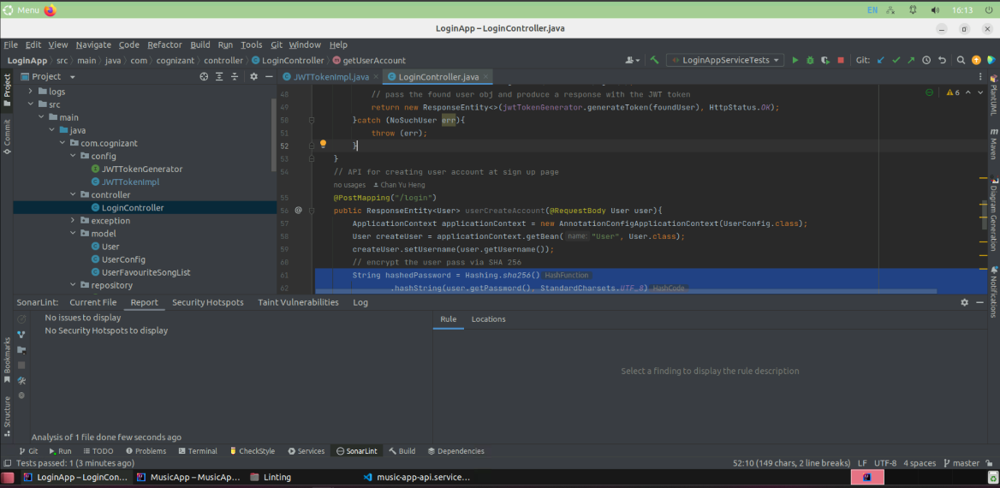 Menu EN 16:13
LoginApp – LoginController.java
File Edit View Navigate Code Refactor Build Run Tools Git Window Help
LoginApp src main java com cognizant controller LoginController getUserAccount LoginAppServiceTests Git:
Project JWTTokenImpl.java LoginController.java
logs
src
main
java
com.cognizant
config
JWTTokenGenerator
JWTTokenImpl
controller
LoginController
exception
model
User
UserConfig
UserFavouriteSongList
repository
48 // pass the found user obj and produce a response with the JWT token
49 return new ResponseEntity<>(jwtTokenGenerator.generateToken(foundUser), HttpStatus.OK);
50 }catch (NoSuchUser err){
51 throw (err);
52 }
53 }
54 // API for creating user account at sign up page
no usages Chan Yu Heng
55 @PostMapping("/login")
56 @ public ResponseEntity<User> userCreateAccount(@RequestBody User user){
57 ApplicationContext applicationContext = new AnnotationConfigApplicationContext(UserConfig.class);
58 User createUser = applicationContext.getBean( name: "User", User.class);
59 createUser.setUsername(user.getUsername());
60 // encrypt the user pass via SHA 256
61 String hashedPassword = Hashing.sha256() HashFunction
62 .hashString(user.getPassword(), StandardCharsets.UTF_8) HashCode
6
Project
Commit
Bookmarks
Structure
PlantUML
Maven
Diagram Generation
Notifications
SonarLint: Current File Report Security Hotspots Taint Vulnerabilities Log
No issues to display
No Security Hotspots to display
Rule Locations
Select a finding to display the rule description
Analysis of 1 file done few seconds ago
Git Run TODO Problems Terminal CheckStyle Services SonarLint Build Dependencies
Tests passed: 1 (3 minutes ago) 52:10 (149 chars, 2 line breaks) LF UTF-8 4 spaces master
LoginApp – LoginCon... MusicApp – MusicAp... Linting music-app-api.service...